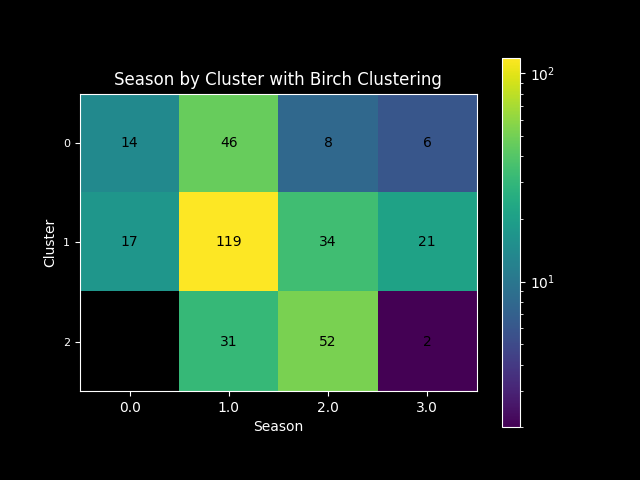 Season by Cluster with Birch Clustering
10²
0 14 46 8 6
Cluster
1 17 119 34 21
10¹
2 31 52 2
0.0 1.0 2.0 3.0
Season